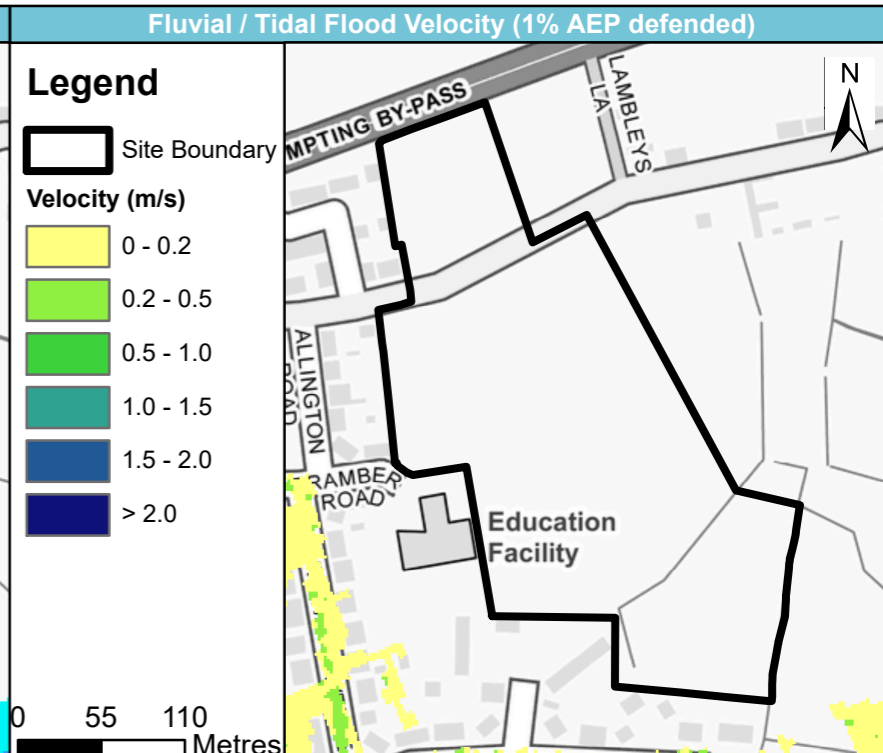 Fluvial / Tidal Flood Velocity (1% AEP defended)
Legend
Site Boundary
Velocity (m/s)
0 - 0.2
0.2 - 0.5
0.5 - 1.0
1.0 - 1.5
1.5 - 2.0
> 2.0
0 55 110
Metres
MPTING BY-PASS
LAMBLEYS
LA
N
ALLINGTON
ROAD
RAMBER
ROAD
Education
Facility